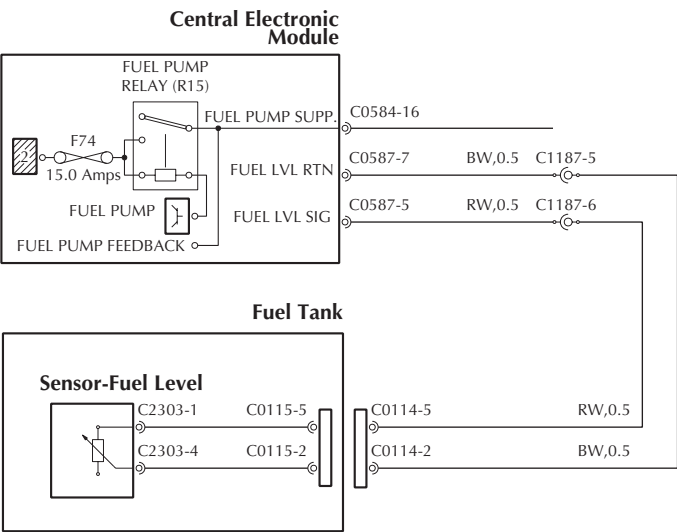 Central Electronic
Module
FUEL PUMP
RELAY (R15)
FUEL PUMP SUPP.
C0584-16
2
F74
15.0 Amps
FUEL LVL RTN
C0587-7
BW,0.5
C1187-5
FUEL PUMP
FUEL LVL SIG
C0587-5
RW,0.5
C1187-6
FUEL PUMP FEEDBACK
Fuel Tank
Sensor-Fuel Level
C2303-1
C0115-5
C0114-5
RW,0.5
C2303-4
C0115-2
C0114-2
BW,0.5